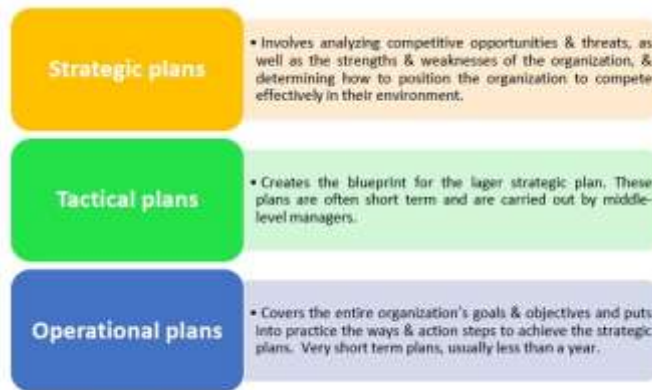 Strategic plans
• Involves analyzing competitive opportunities & threats, as
well as the strengths & weaknesses of the organization, &
determining how to position the organization to compete
effectively in their environment.
Tactical plans
• Creates the blueprint for the lager strategic plan. These
plans are often short term and are carried out by middle-
level managers.
Operational plans
• Covers the entire organization's goals & objectives and puts
into practice the ways & action steps to achieve the strategic
plans. Very short term plans, usually less than a year.